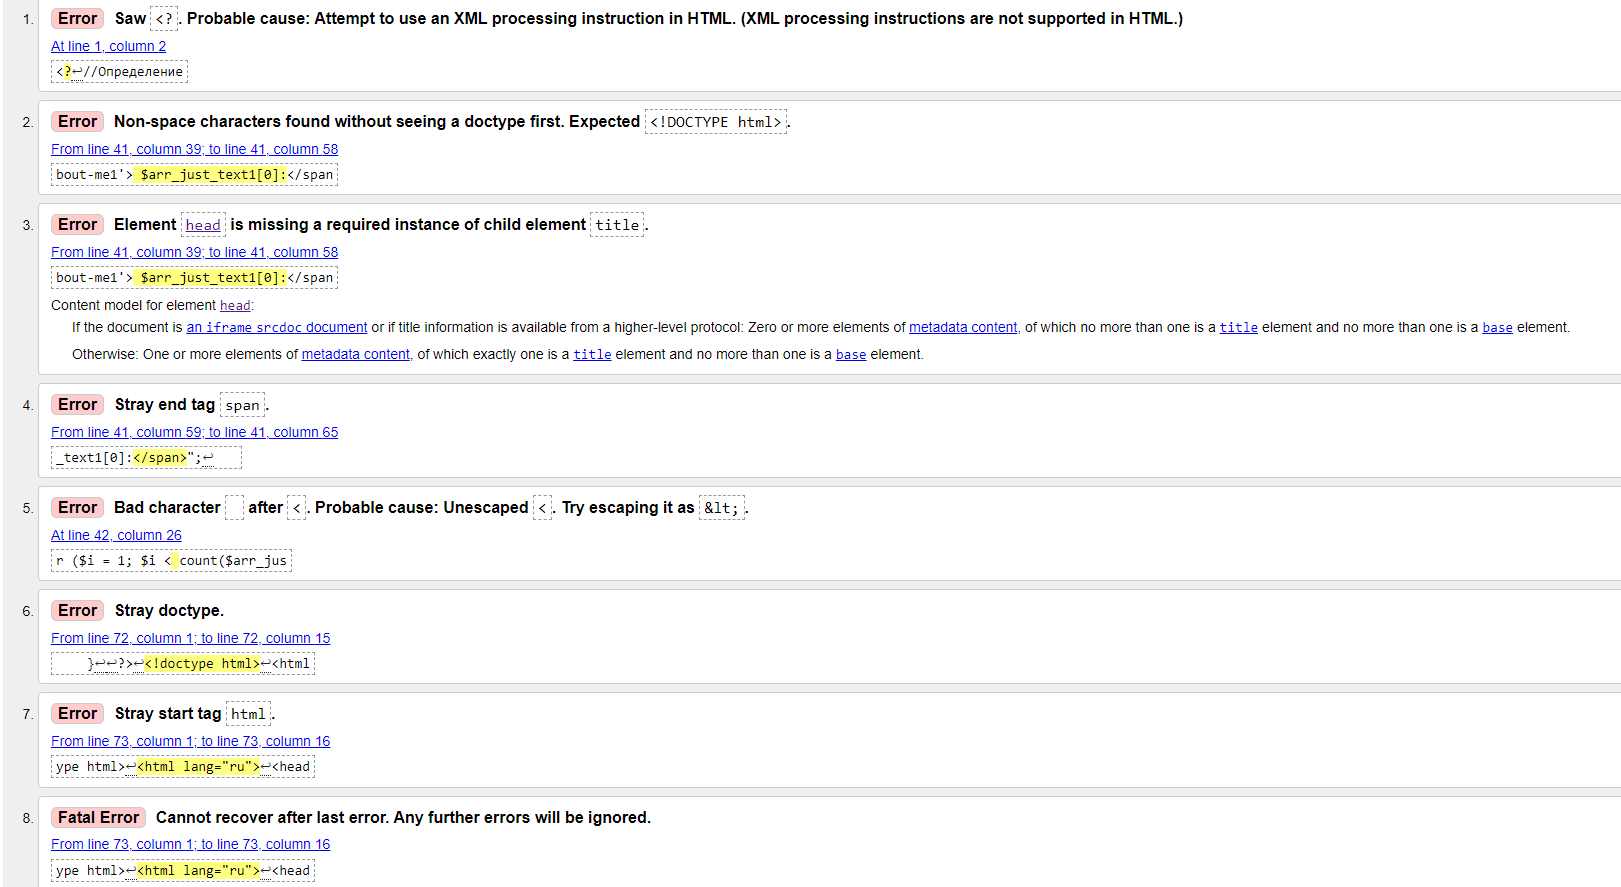 1. Error Saw <?. Probable cause: Attempt to use an XML processing instruction in HTML. (XML processing instructions are not supported in HTML.)
At line 1, column 2
<?↩//Определение
2. Error Non-space characters found without seeing a doctype first. Expected <!DOCTYPE html>.
From line 41, column 39; to line 41, column 58
bout-me1'> $arr_just_text1[0]:</span
3. Error Element head is missing a required instance of child element title.
From line 41, column 39; to line 41, column 58
bout-me1'> $arr_just_text1[0]:</span
Content model for element head:
If the document is an iframe srcdoc document or if title information is available from a higher-level protocol: Zero or more elements of metadata content, of which no more than one is a title element and no more than one is a base element.
Otherwise: One or more elements of metadata content, of which exactly one is a title element and no more than one is a base element.
4. Error Stray end tag span.
From line 41, column 59; to line 41, column 65
_text1[0]:</span>";↩
5. Error Bad character   after <. Probable cause: Unescaped <. Try escaping it as &lt;.
At line 42, column 26
r ($i = 1; $i < count($arr_jus
6. Error Stray doctype.
From line 72, column 1; to line 72, column 15
}↩↩?>↩<!doctype html>↩<html
7. Error Stray start tag html.
From line 73, column 1; to line 73, column 16
ype html>↩<html lang="ru">↩<head
8. Fatal Error Cannot recover after last error. Any further errors will be ignored.
From line 73, column 1; to line 73, column 16
ype html>↩<html lang="ru">↩<head